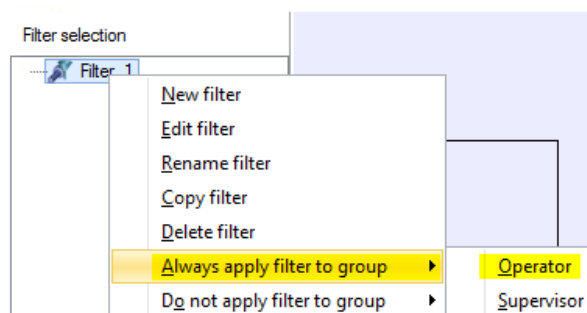 Filter selection
Filter_1
New filter
Edit filter
Rename filter
Copy filter
Delete filter
Always apply filter to group
Operator
Do not apply filter to group
Supervisor